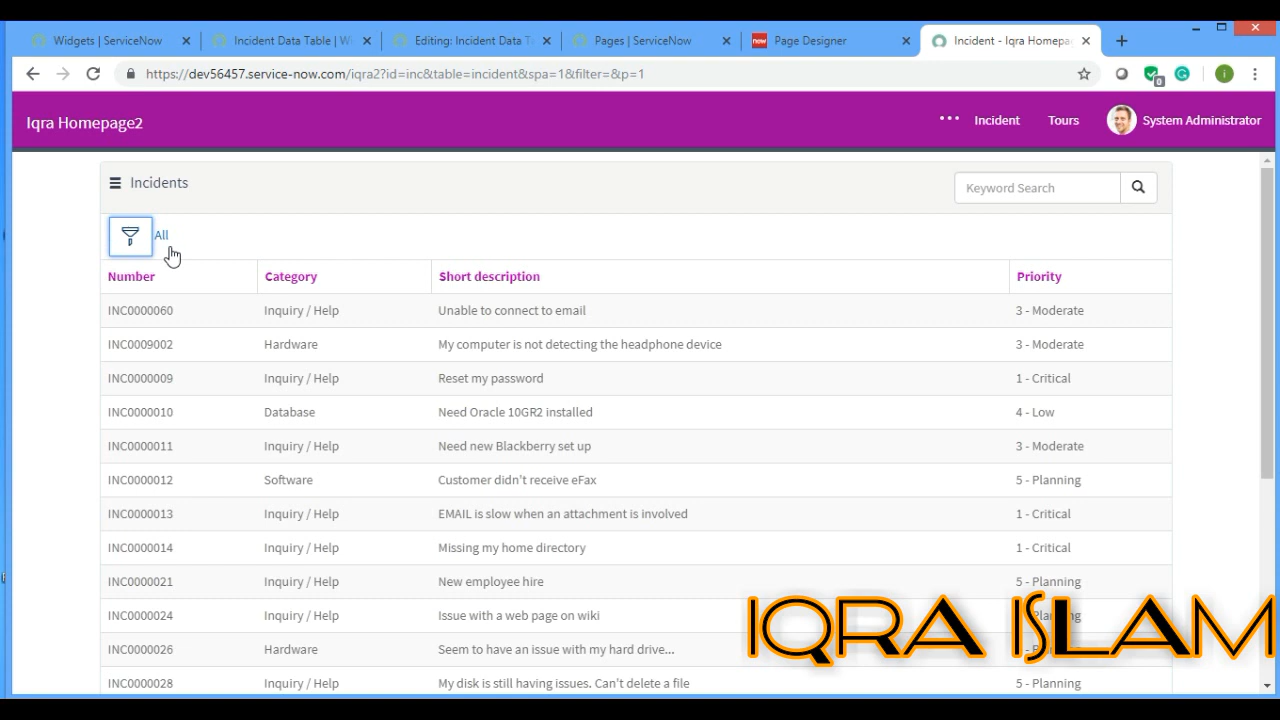 Widgets | ServiceNow
Incident Data Table | Wi
Editing: Incident Data T
Pages | ServiceNow
now Page Designer
Incident - Iqra Homepa
https://dev56457.service-now.com/iqra2?id=inc&table=incident&spa=1&filter=&p=1
0
i
Iqra Homepage2
Incident
Tours
System Administrator
Incidents
Keyword Search
All
Number Category Short description Priority
INC0000060 Inquiry / Help Unable to connect to email 3 - Moderate
INC0009002 Hardware My computer is not detecting the headphone device 3 - Moderate
INC0000009 Inquiry / Help Reset my password 1 - Critical
INC0000010 Database Need Oracle 10GR2 installed 4 - Low
INC0000011 Inquiry / Help Need new Blackberry set up 3 - Moderate
INC0000012 Software Customer didn't receive eFax 5 - Planning
INC0000013 Inquiry / Help EMAIL is slow when an attachment is involved 1 - Critical
INC0000014 Inquiry / Help Missing my home directory 1 - Critical
INC0000021 Inquiry / Help New employee hire 5 - Planning
INC0000024 Inquiry / Help Issue with a web page on wiki
INC0000026 Hardware Seem to have an issue with my hard drive...
INC0000028 Inquiry / Help My disk is still having issues. Can't delete a file 5 - Planning
IQRA ISLAM